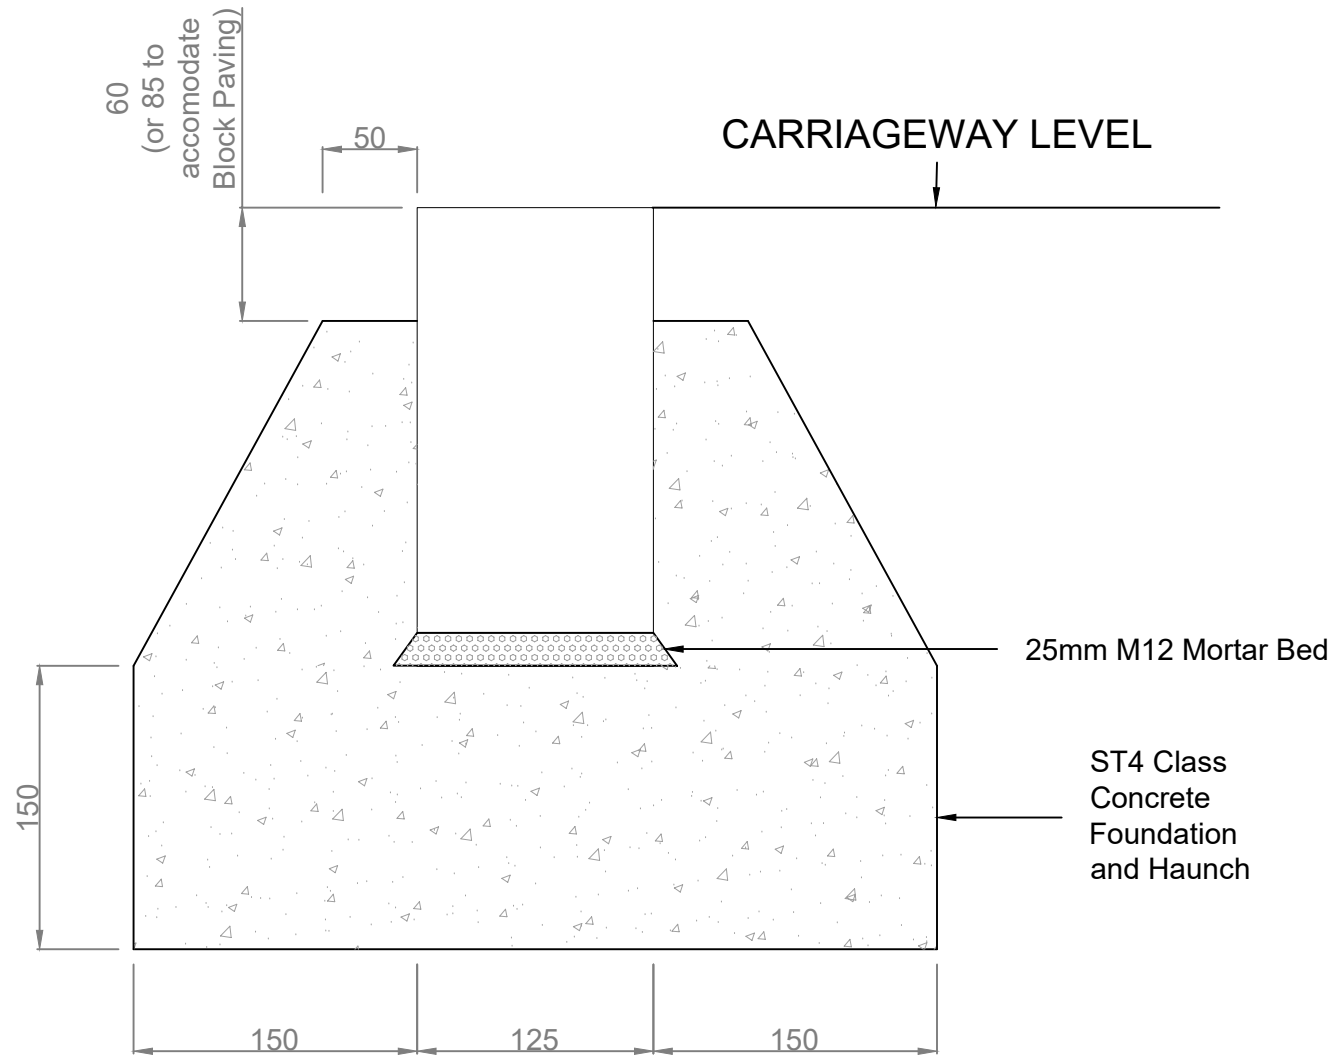 60
(or 85 to
accomodate
Block Paving)
50
CARRIAGEWAY LEVEL
25mm M12 Mortar Bed
ST4 Class
Concrete
Foundation
and Haunch
150
150
125
150